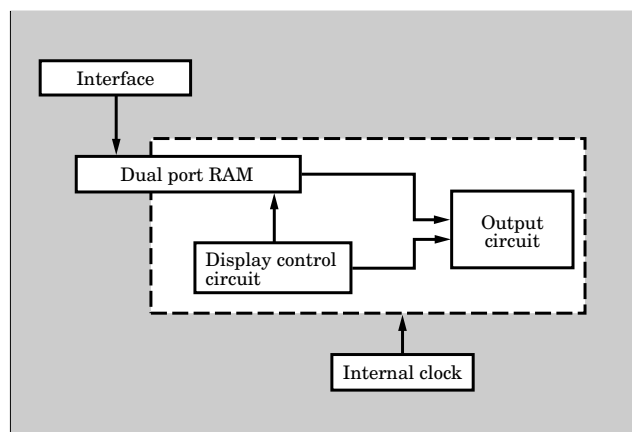 Interface
Dual port RAM
Output
circuit
Display control
circuit
Internal clock